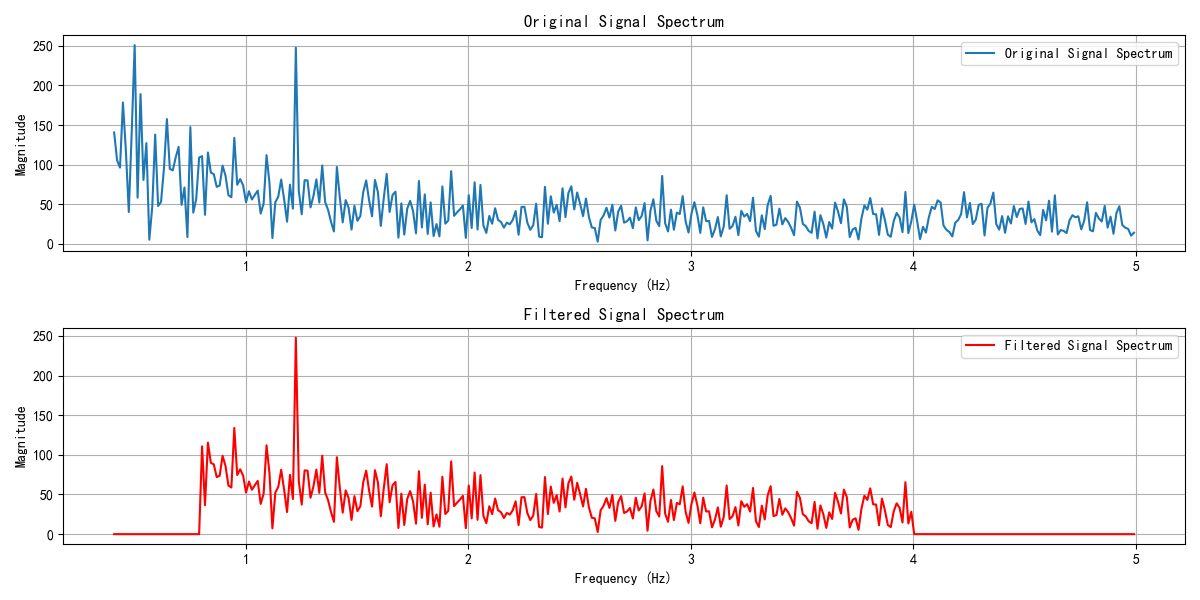 Original Signal Spectrum
Original Signal Spectrum
Magnitude
250
200
150
100
50
0
1
2
3
4
5
Frequency (Hz)
Filtered Signal Spectrum
Filtered Signal Spectrum
Magnitude
250
200
150
100
50
0
1
2
3
4
5
Frequency (Hz)